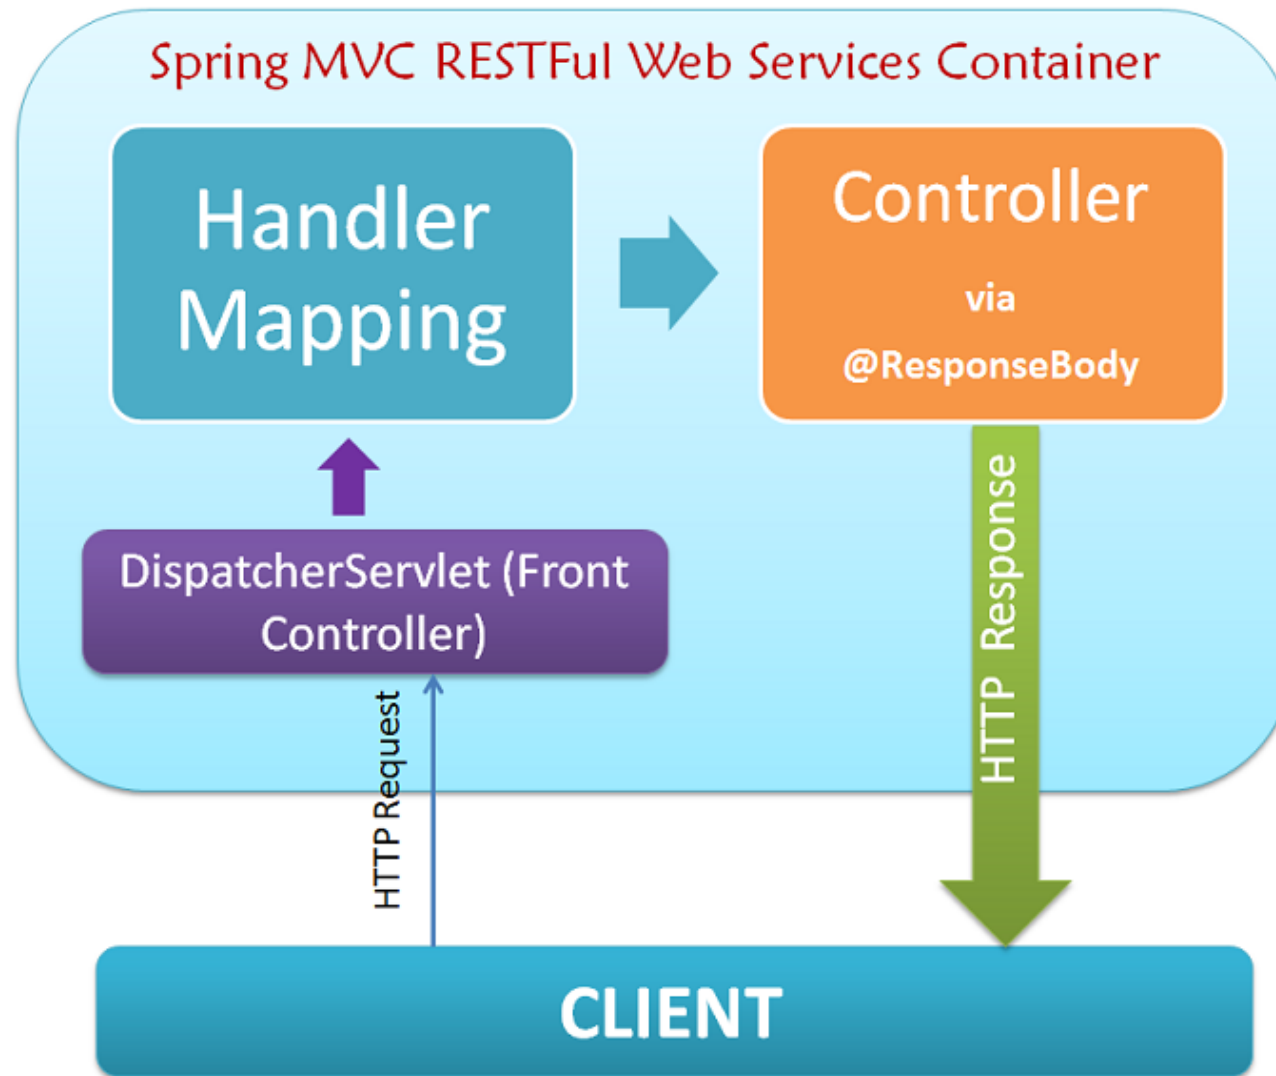 Spring MVC RESTFul Web Services Container
Handler
Mapping
Controller
via
@ResponseBody
DispatcherServlet (Front
Controller)
HTTP Request
HTTP Response
CLIENT